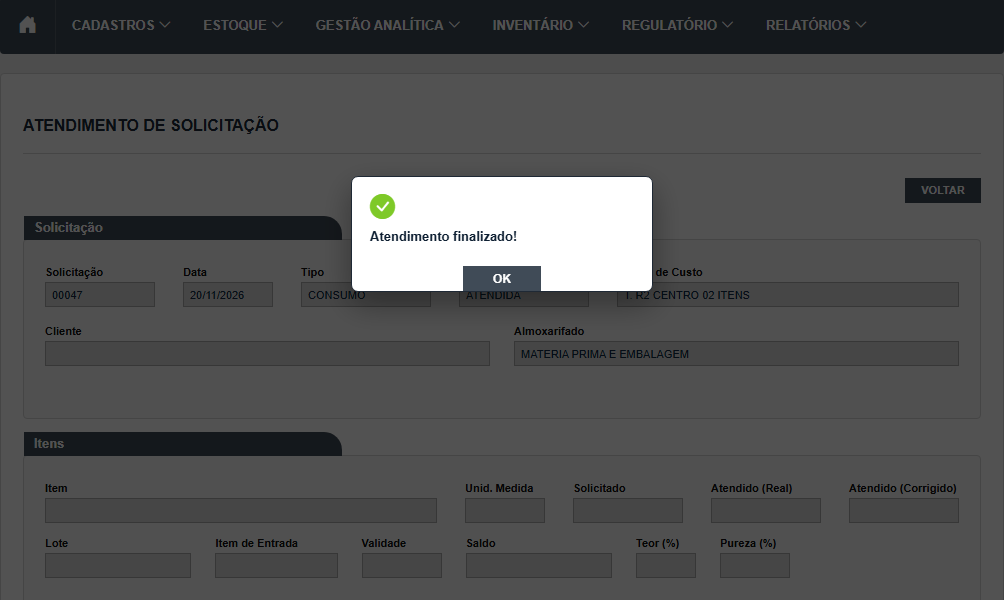 CADASTROS ESTOQUE GESTÃO ANALÍTICA INVENTÁRIO REGULATÓRIO RELATÓRIOS
ATENDIMENTO DE SOLICITAÇÃO
VOLTAR
Atendimento finalizado!
OK
Solicitação
Solicitação Data Tipo de Custo
00047 20/11/2026 CONSUMO ATENDIDA I. R2 CENTRO 02 ITENS
Cliente Almoxarifado
MATERIA PRIMA E EMBALAGEM
Itens
Item Unid. Medida Solicitado Atendido (Real) Atendido (Corrigido)
Lote Item de Entrada Validade Saldo Teor (%) Pureza (%)